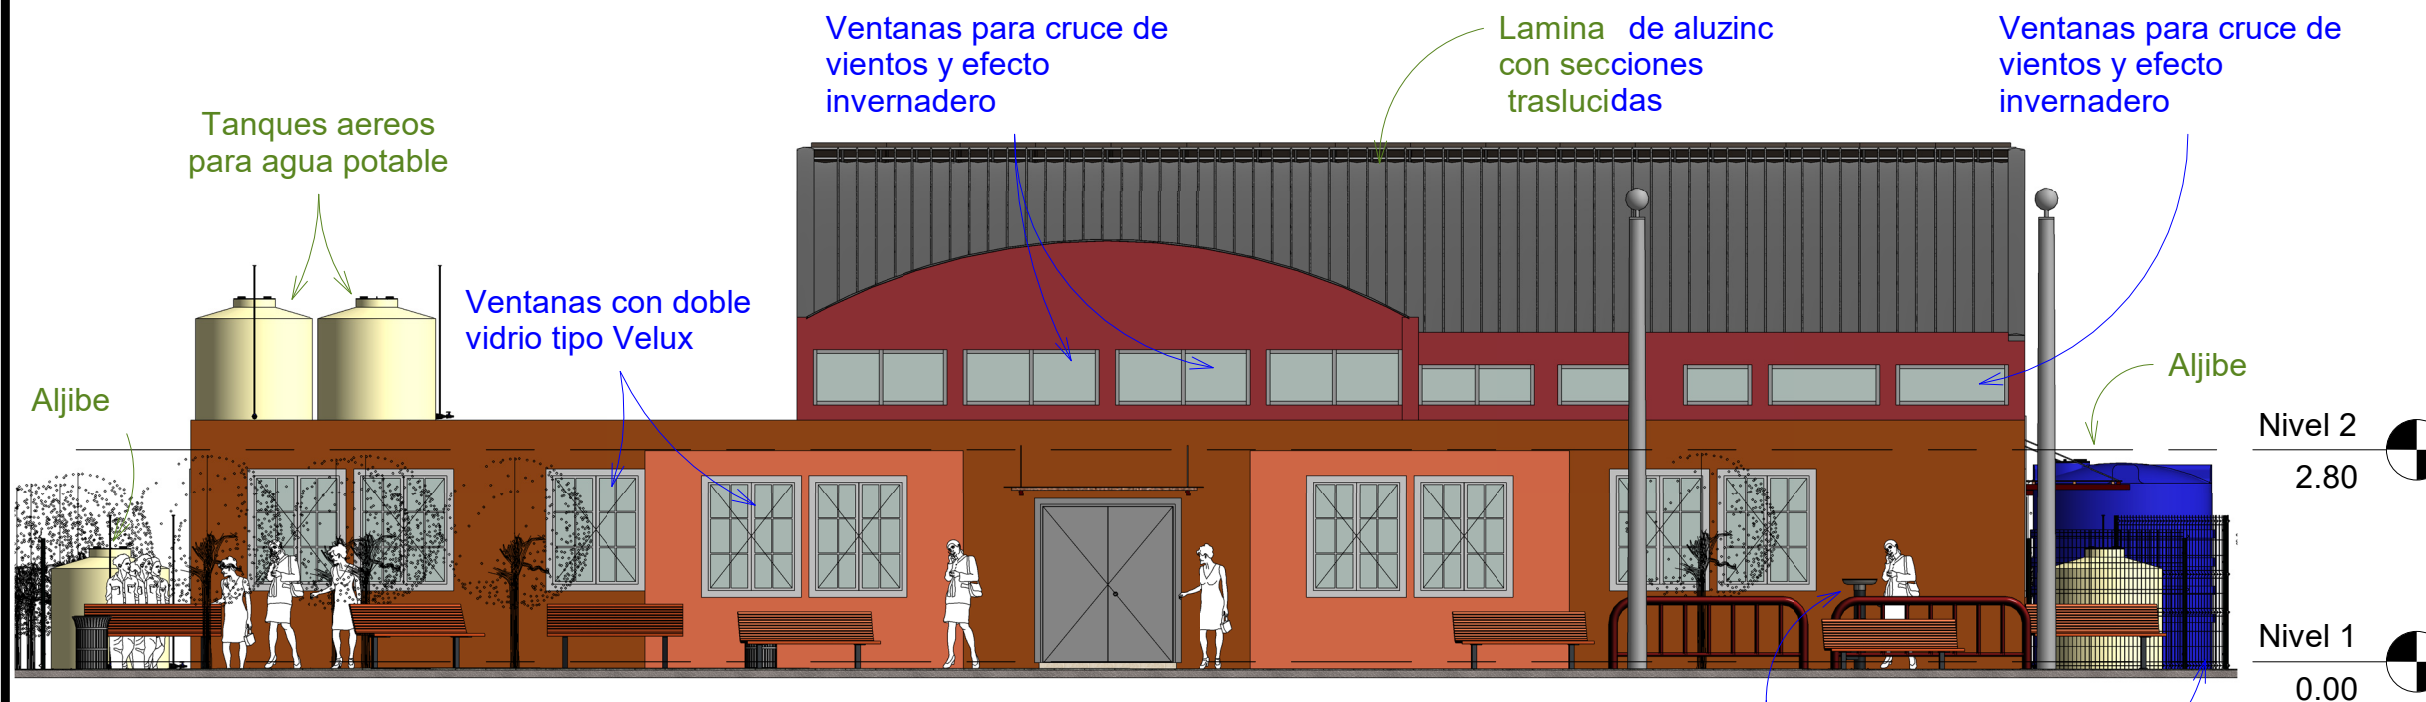 Ventanas para cruce de
vientos y efecto
invernadero
Lamina de aluzinc
con secciones
traslucidas
Ventanas para cruce de
vientos y efecto
invernadero
Tanques aereos
para agua potable
Ventanas con doble
vidrio tipo Velux
Aljibe
Aljibe
Nivel 2
2.80
Nivel 1
0.00